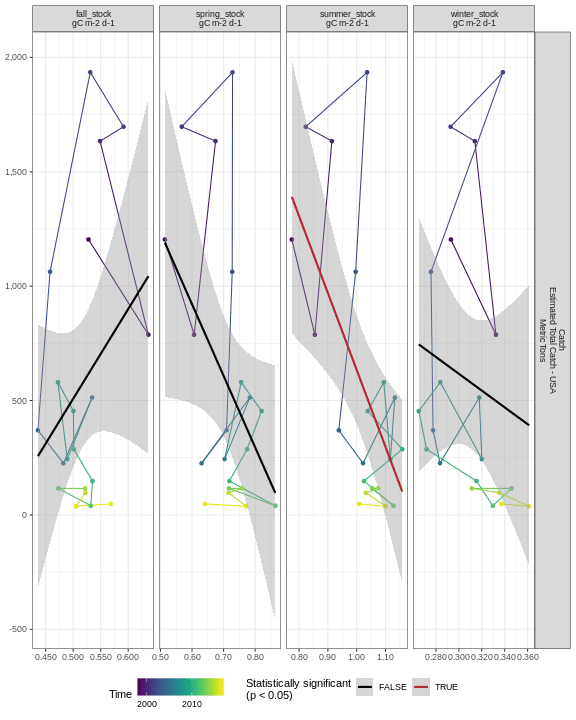 fall_stock
gC m-2 d-1
spring_stock
gC m-2 d-1
summer_stock
gC m-2 d-1
winter_stock
gC m-2 d-1
2,000
1,500
1,000
500
0
-500
Catch
Estimated Total Catch - USA
Metric Tons
0.450 0.500 0.550 0.600
0.50 0.60 0.70 0.80
0.80 0.90 1.00 1.10
0.280 0.300 0.320 0.340 0.360
Time
2000 2010
Statistically significant
(p < 0.05)
FALSE
TRUE